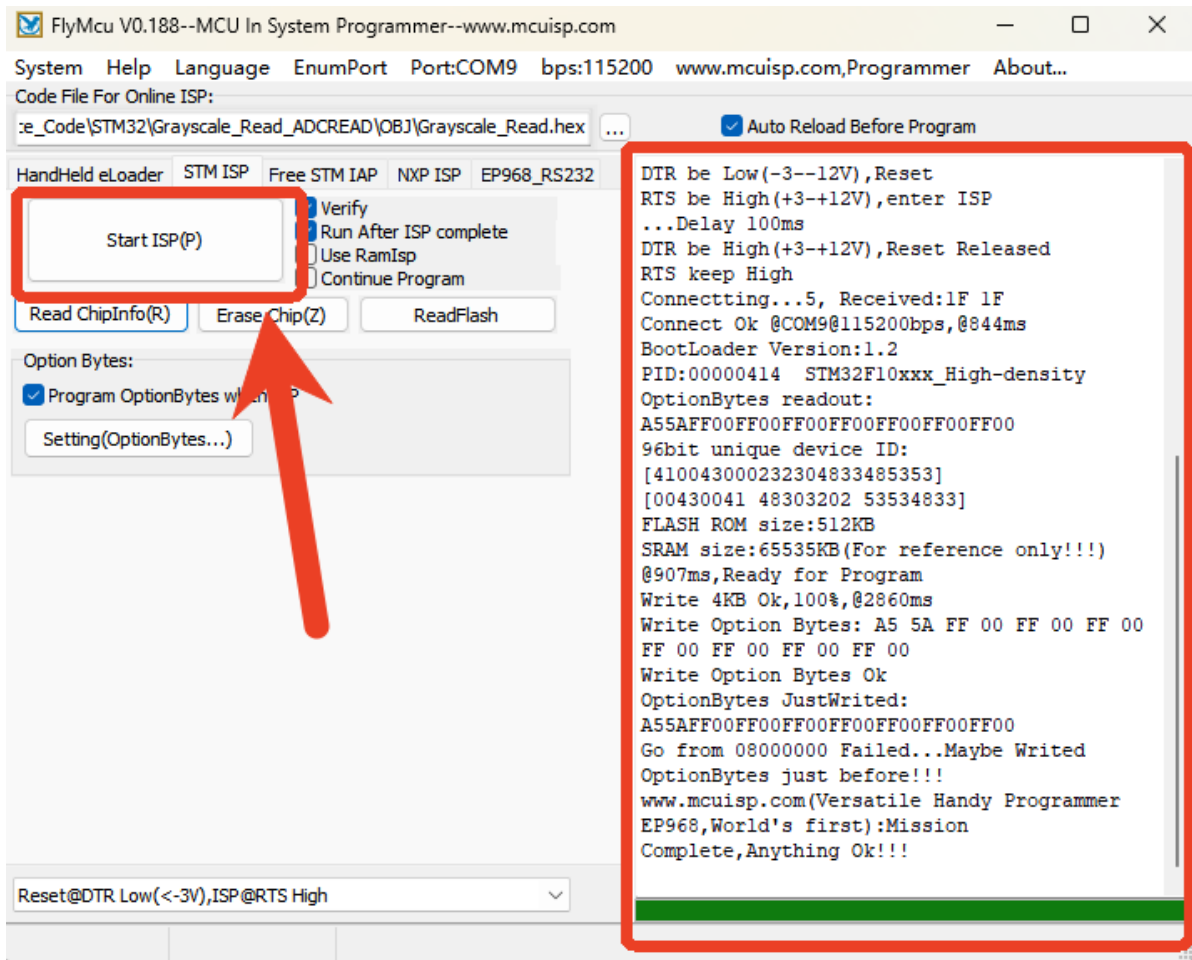 FlyMcu V0.188--MCU In System Programmer--www.mcuisp.com
System Help Language EnumPort Port:COM9 bps:115200 www.mcuisp.com,Programmer About...
Code File For Online ISP:
:e_Code\STM32\Grayscale_Read_ADCREAD\OBJ\Grayscale_Read.hex ...
Auto Reload Before Program
HandHeld eLoader STM ISP Free STM IAP NXP ISP EP968_RS232
Start ISP(P)
Verify
Run After ISP complete
Use RamIsp
Continue Program
Read ChipInfo(R) Erase Chip(Z) ReadFlash
Option Bytes:
Program OptionBytes
Setting(OptionBytes...)
Reset@DTR Low(<-3V),ISP@RTS High
DTR be Low(-3--12V),Reset
RTS be High(+3-+12V),enter ISP
...Delay 100ms
DTR be High(+3-+12V),Reset Released
RTS keep High
Connectting...5, Received:1F 1F
Connect Ok @COM9@115200bps,@844ms
BootLoader Version:1.2
PID:00000414 STM32F10xxx_High-density
OptionBytes readout:
A55AFF00FF00FF00FF00FF00FF00FF00
96bit unique device ID:
[410043000232304833485353]
[00430041 48303202 53534833]
FLASH ROM size:512KB
SRAM size:65535KB(For reference only!!!)
@907ms,Ready for Program
Write 4KB Ok,100%,@2860ms
Write Option Bytes: A5 5A FF 00 FF 00 FF 00
FF 00 FF 00 FF 00 FF 00
Write Option Bytes Ok
OptionBytes JustWrited:
A55AFF00FF00FF00FF00FF00FF00FF00
Go from 08000000 Failed...Maybe Writed
OptionBytes just before!!!
www.mcuisp.com(Versatile Handy Programmer
EP968,World's first):Mission
Complete,Anything Ok!!!